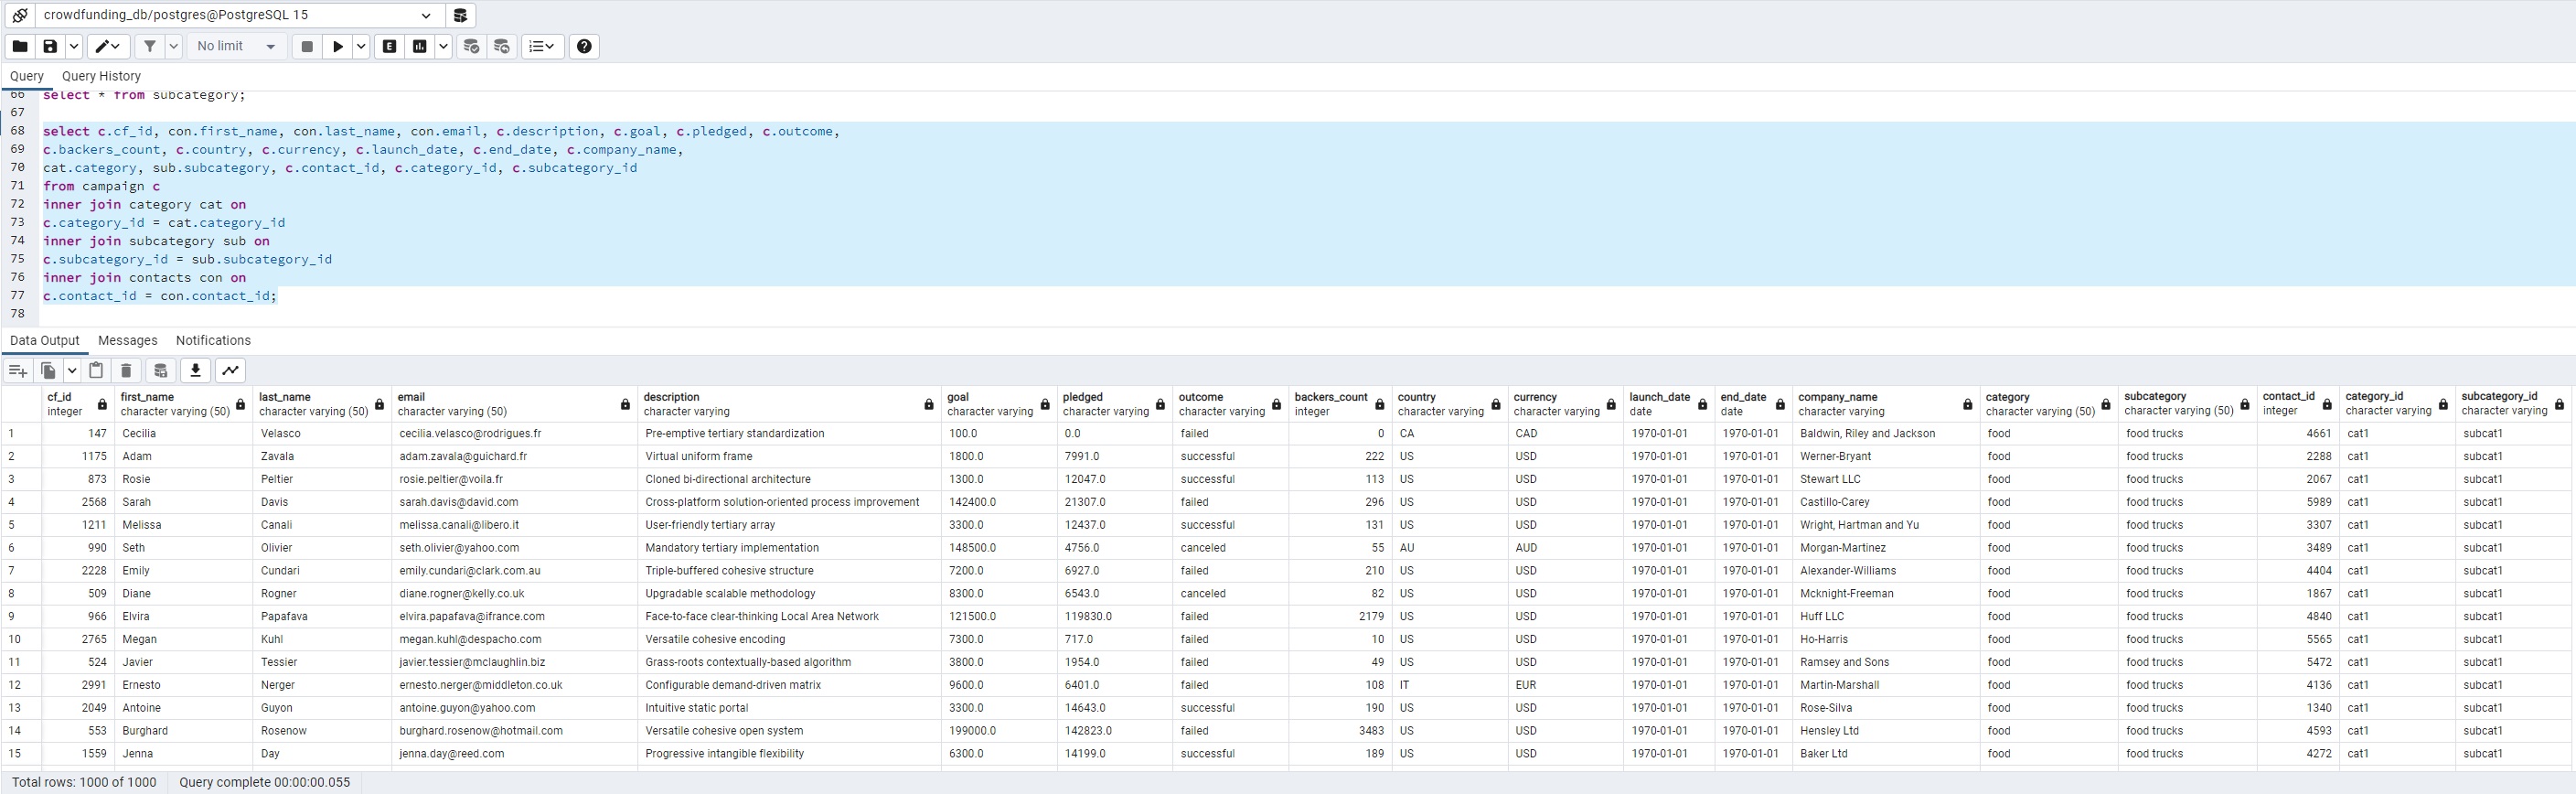 crowdfunding_db/postgres@PostgreSQL 15
No limit
E
Query Query History
66 select * from subcategory;
67
68 select c.cf_id, con.first_name, con.last_name, con.email, c.description, c.goal, c.pledged, c.outcome,
69 c.backers_count, c.country, c.currency, c.launch_date, c.end_date, c.company_name,
70 cat.category, sub.subcategory, c.contact_id, c.category_id, c.subcategory_id
71 from campaign c
72 inner join category cat on
73 c.category_id = cat.category_id
74 inner join subcategory sub on
75 c.subcategory_id = sub.subcategory_id
76 inner join contacts con on
77 c.contact_id = con.contact_id;
78
Data Output Messages Notifications
cf_id first_name last_name email description goal pledged outcome backers_count country currency launch_date end_date company_name category subcategory contact_id category_id subcategory_id
integer character varying (50) character varying (50) character varying (50) character varying character varying character varying character varying integer character varying character varying date date character varying character varying (50) character varying (50) integer character varying character varying
1 147 Cecilia Velasco cecilia.velasco@rodrigues.fr Pre-emptive tertiary standardization 100.0 0.0 failed 0 CA CAD 1970-01-01 1970-01-01 Baldwin, Riley and Jackson food food trucks 4661 cat1 subcat1
2 1175 Adam Zavala adam.zavala@guichard.fr Virtual uniform frame 1800.0 7991.0 successful 222 US USD 1970-01-01 1970-01-01 Werner-Bryant food food trucks 2288 cat1 subcat1
3 873 Rosie Peltier rosie.peltier@voila.fr Cloned bi-directional architecture 1300.0 12047.0 successful 113 US USD 1970-01-01 1970-01-01 Stewart LLC food food trucks 2067 cat1 subcat1
4 2568 Sarah Davis sarah.davis@david.com Cross-platform solution-oriented process improvement 142400.0 21307.0 failed 296 US USD 1970-01-01 1970-01-01 Castillo-Carey food food trucks 5989 cat1 subcat1
5 1211 Melissa Canali melissa.canali@libero.it User-friendly tertiary array 3300.0 12437.0 successful 131 US USD 1970-01-01 1970-01-01 Wright, Hartman and Yu food food trucks 3307 cat1 subcat1
6 990 Seth Olivier seth.olivier@yahoo.com Mandatory tertiary implementation 148500.0 4756.0 canceled 55 AU AUD 1970-01-01 1970-01-01 Morgan-Martinez food food trucks 3489 cat1 subcat1
7 2228 Emily Cundari emily.cundari@clark.com.au Triple-buffered cohesive structure 7200.0 6927.0 failed 210 US USD 1970-01-01 1970-01-01 Alexander-Williams food food trucks 4404 cat1 subcat1
8 509 Diane Rogner diane.rogner@kelly.co.uk Upgradable scalable methodology 8300.0 6543.0 canceled 82 US USD 1970-01-01 1970-01-01 Mcknight-Freeman food food trucks 1867 cat1 subcat1
9 966 Elvira Papafava elvira.papafava@ifrance.com Face-to-face clear-thinking Local Area Network 121500.0 119830.0 failed 2179 US USD 1970-01-01 1970-01-01 Huff LLC food food trucks 4840 cat1 subcat1
10 2765 Megan Kuhl megan.kuhl@despacho.com Versatile cohesive encoding 7300.0 717.0 failed 10 US USD 1970-01-01 1970-01-01 Ho-Harris food food trucks 5565 cat1 subcat1
11 524 Javier Tessier javier.tessier@mclaughlin.biz Grass-roots contextually-based algorithm 3800.0 1954.0 failed 49 US USD 1970-01-01 1970-01-01 Ramsey and Sons food food trucks 5472 cat1 subcat1
12 2991 Ernesto Nerger ernesto.nerger@middleton.co.uk Configurable demand-driven matrix 9600.0 6401.0 failed 108 IT EUR 1970-01-01 1970-01-01 Martin-Marshall food food trucks 4136 cat1 subcat1
13 2049 Antoine Guyon antoine.guyon@yahoo.com Intuitive static portal 3300.0 14643.0 successful 190 US USD 1970-01-01 1970-01-01 Rose-Silva food food trucks 1340 cat1 subcat1
14 553 Burghard Rosenow burghard.rosenow@hotmail.com Versatile cohesive open system 199000.0 142823.0 failed 3483 US USD 1970-01-01 1970-01-01 Hensley Ltd food food trucks 4593 cat1 subcat1
15 1559 Jenna Day jenna.day@reed.com Progressive intangible flexibility 6300.0 14199.0 successful 189 US USD 1970-01-01 1970-01-01 Baker Ltd food food trucks 4272 cat1 subcat1
Total rows: 1000 of 1000 Query complete 00:00:00.055